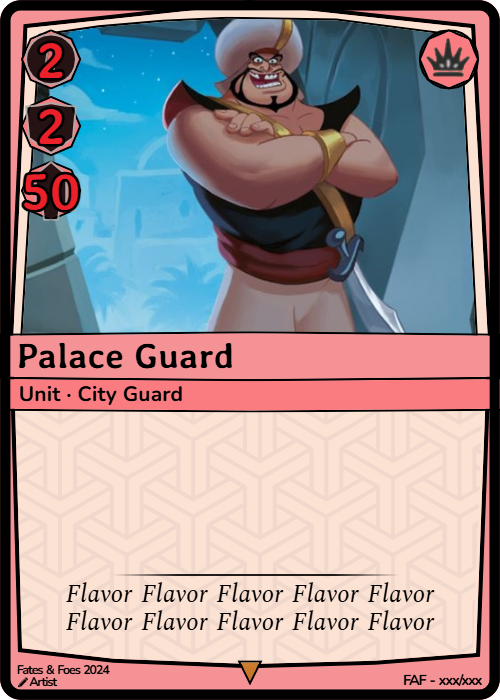 2
2
50
Palace Guard
Unit · City Guard
Flavor Flavor Flavor Flavor Flavor
Flavor Flavor Flavor Flavor Flavor
Fates & Foes 2024
Artist
FAF - xxx/xxx